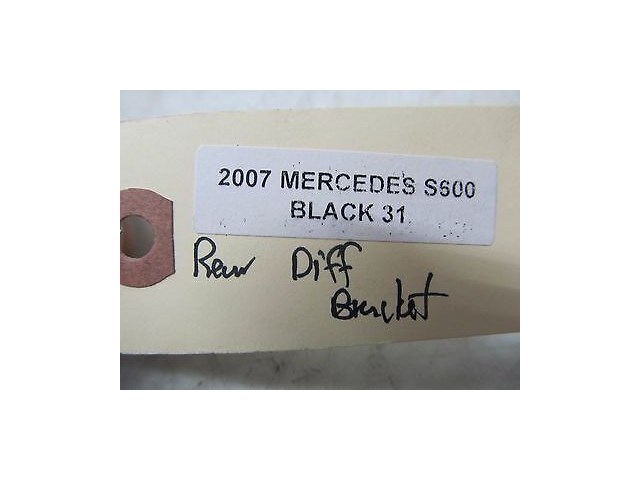 2007 MERCEDES S600
BLACK 31
Rear Diff
Bracket